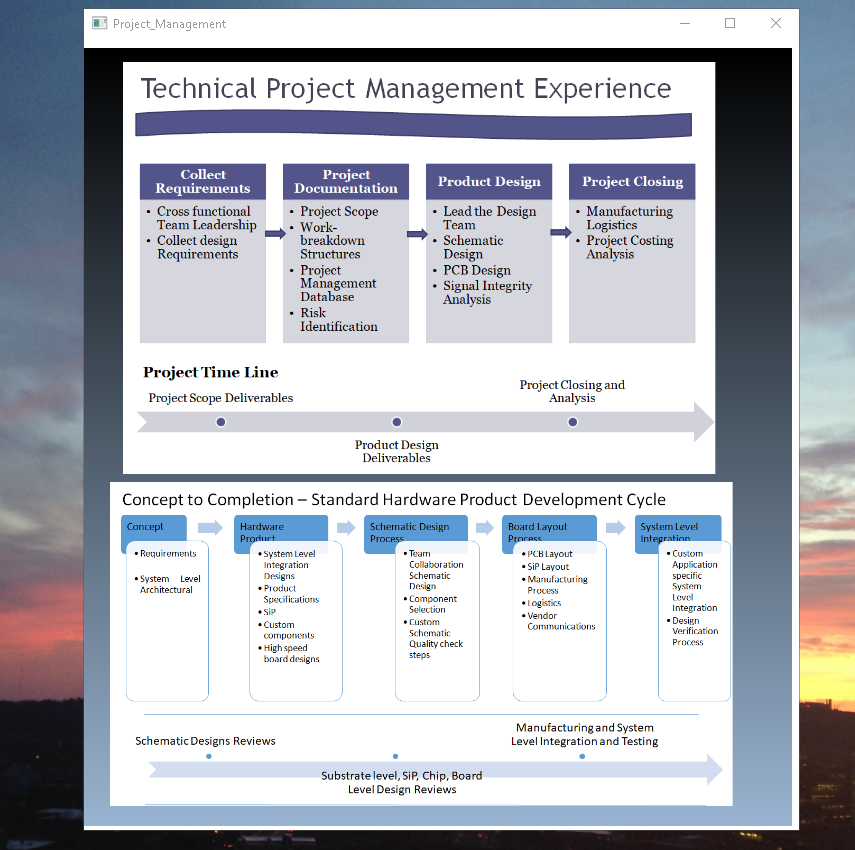 Project_Management
Technical Project Management Experience
Collect
Requirements
• Cross functional
Team Leadership
• Collect design
Requirements
Project
Documentation
• Project Scope
• Work-
breakdown
Structures
• Project
Management
Database
• Risk
Identification
Product Design
• Lead the Design
Team
• Schematic
Design
• PCB Design
• Signal Integrity
Analysis
Project Closing
• Manufacturing
Logistics
• Project Costing
Analysis
Project Time Line
Project Scope Deliverables
Product Design
Deliverables
Project Closing and
Analysis
Concept to Completion – Standard Hardware Product Development Cycle
Concept
• Requirements
• System Level
Architectural
Hardware
Product
• System Level
Integration
Designs
• Product
Specifications
• SiP
• Custom
components
• High speed
board designs
Schematic Design
Process
• Team
Collaboration
Schematic
Design
• Component
Selection
• Custom
Schematic
Quality check
steps
Board Layout
Process
• PCB Layout
• SiP Layout
• Manufacturing
Process
• Logistics
• Vendor
Communications
System Level
Integration
• Custom
Application
specific
System
Level
Integration
• Design
Verification
Process
Schematic Designs Reviews
Substrate level, SiP, Chip, Board
Level Design Reviews
Manufacturing and System
Level Integration and Testing